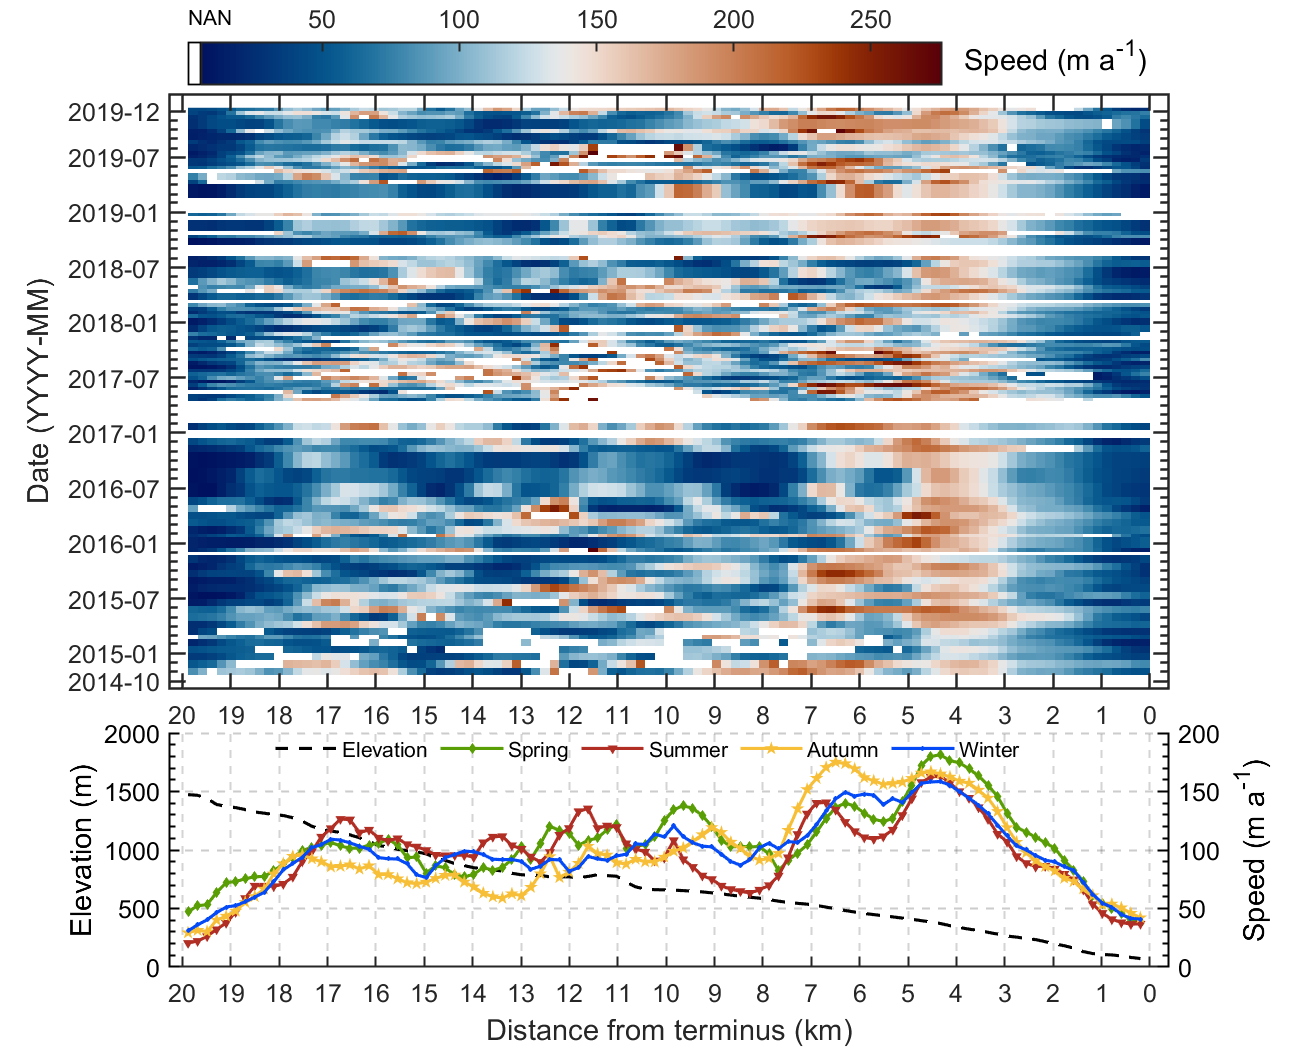 NAN 50 100 150 200 250
Speed (m a-1)
2019-12
2019-07
2019-01
2018-07
2018-01
2017-07
2017-01
2016-07
2016-01
2015-07
2015-01
2014-10
Date (YYYY-MM)
20 19 18 17 16 15 14 13 12 11 10 9 8 7 6 5 4 3 2 1 0
2000 200
Elevation Spring Summer Autumn Winter
1500 150
1000 100
500 50
0 0
Elevation (m)
Speed (m a-1)
20 19 18 17 16 15 14 13 12 11 10 9 8 7 6 5 4 3 2 1 0
Distance from terminus (km)